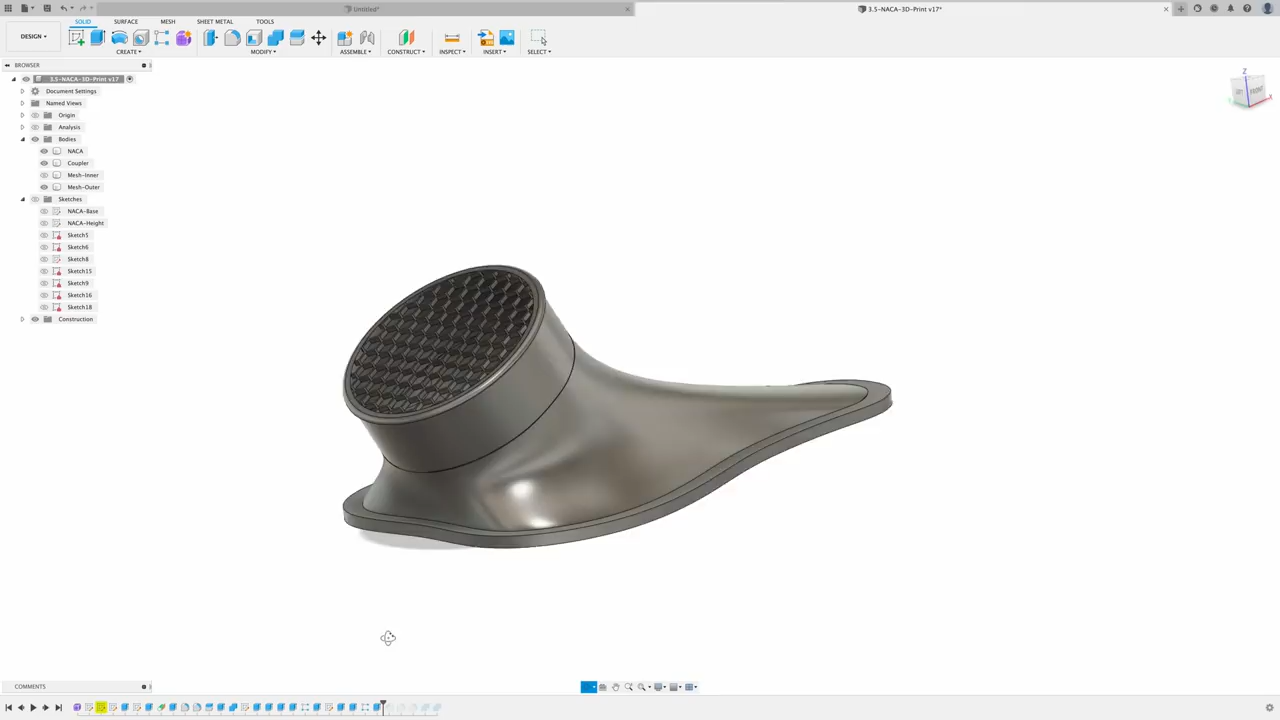 Untitled*
3.5-NACA-3D-Print v17*
DESIGN
SOLID
SURFACE
MESH
SHEET METAL
TOOLS
CREATE
MODIFY
ASSEMBLE
CONSTRUCT
INSPECT
INSERT
SELECT
BROWSER
3.5-NACA-3D-Print v17
Document Settings
Named Views
Origin
Analysis
Bodies
NACA
Coupler
Mesh-Inner
Mesh-Outer
Sketches
NACA-Base
NACA-Height
Sketch5
Sketch6
Sketch8
Sketch15
Sketch9
Sketch16
Sketch18
Construction
Z
FRONT
X
COMMENTS